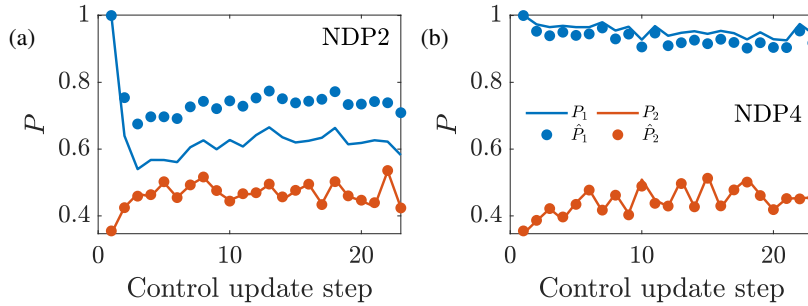 (a)
NDP2
P
1
0.8
0.6
0.4
0
10
20
Control update step
(b)
P
1
0.8
0.6
0.4
P₁ P₂
P̂₁ P̂₂
NDP4
0
10
20
Control update step